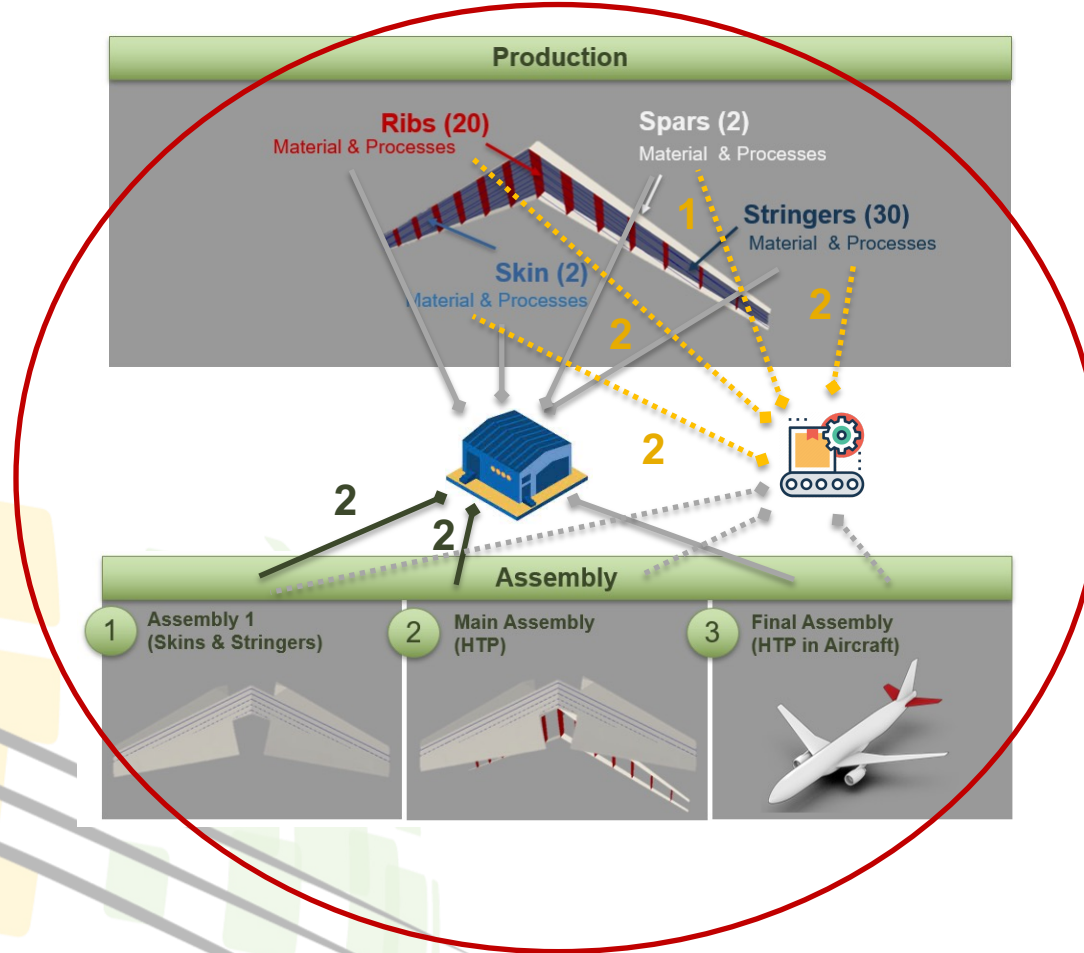 Production
Ribs (20)
Material & Processes
Spars (2)
Material & Processes
1
Stringers (30)
Material & Processes
Skin (2)
Material & Processes
2
2
2
2
2
Assembly
1
Assembly 1
(Skins & Stringers)
2
Main Assembly
(HTP)
3
Final Assembly
(HTP in Aircraft)